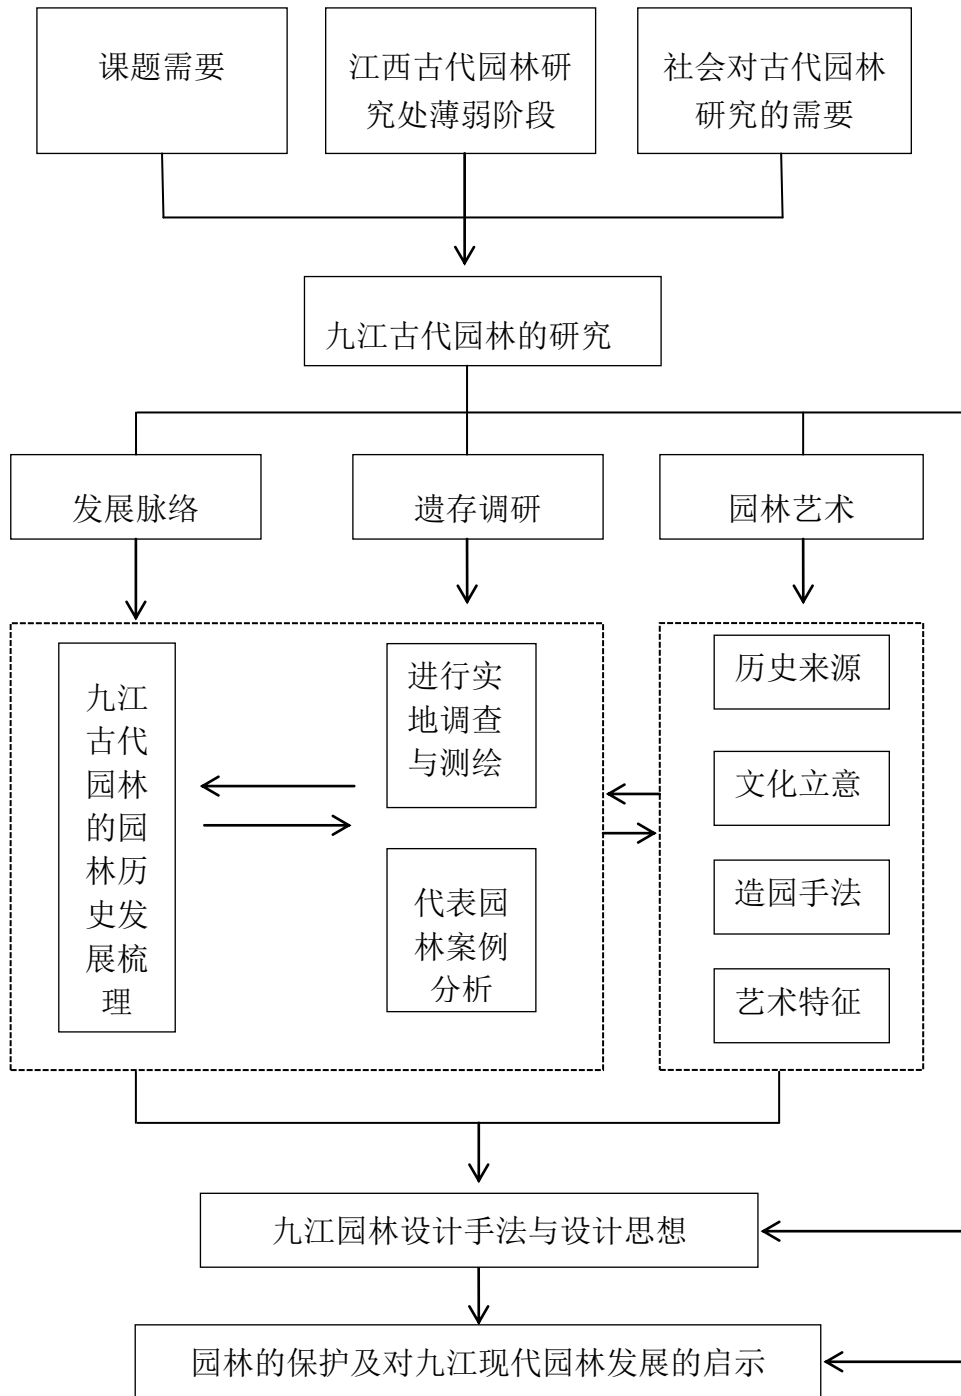 课题需要
江西古代园林研
究处薄弱阶段
社会对古代园林
研究的需要
九江古代园林的研究
发展脉络
遗存调研
园林艺术
九江
古代
园林
的园
林历
史发
展梳
理
进行实
地调查
与测绘
代表园
林案例
分析
历史来源
文化立意
造园手法
艺术特征
九江园林设计手法与设计思想
园林的保护及对九江现代园林发展的启示